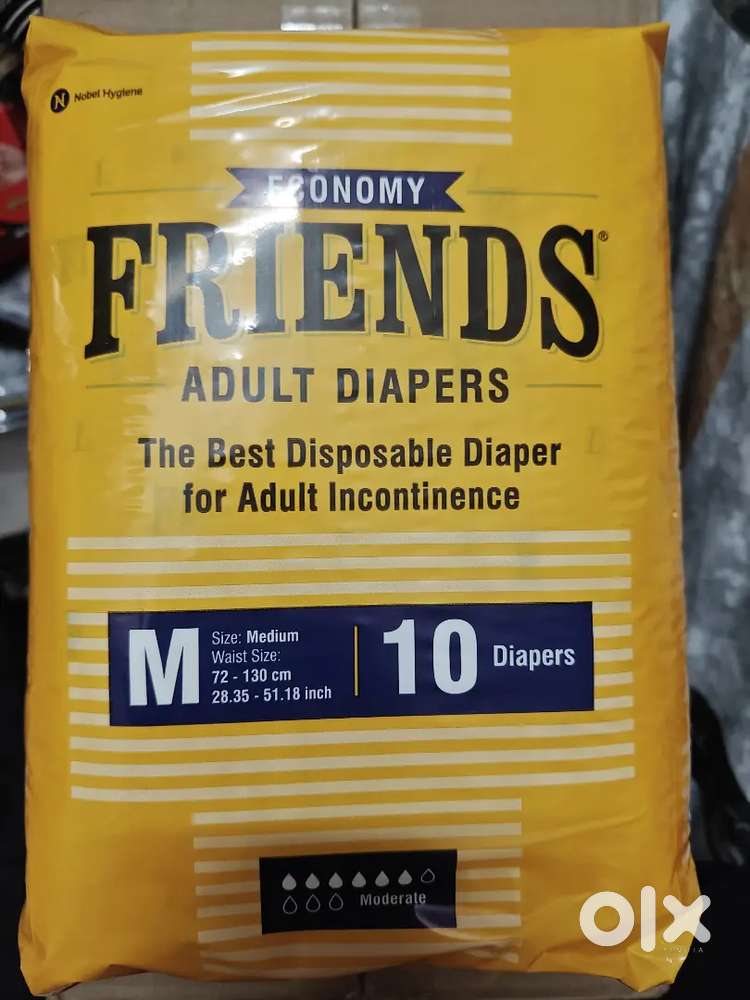 N Nobel Hygiene
ECONOMY
FRIENDS®
ADULT DIAPERS
The Best Disposable Diaper
for Adult Incontinence
M
Size: Medium
Waist Size:
72 - 130 cm
28.35 - 51.18 inch
10 Diapers
Moderate
olx